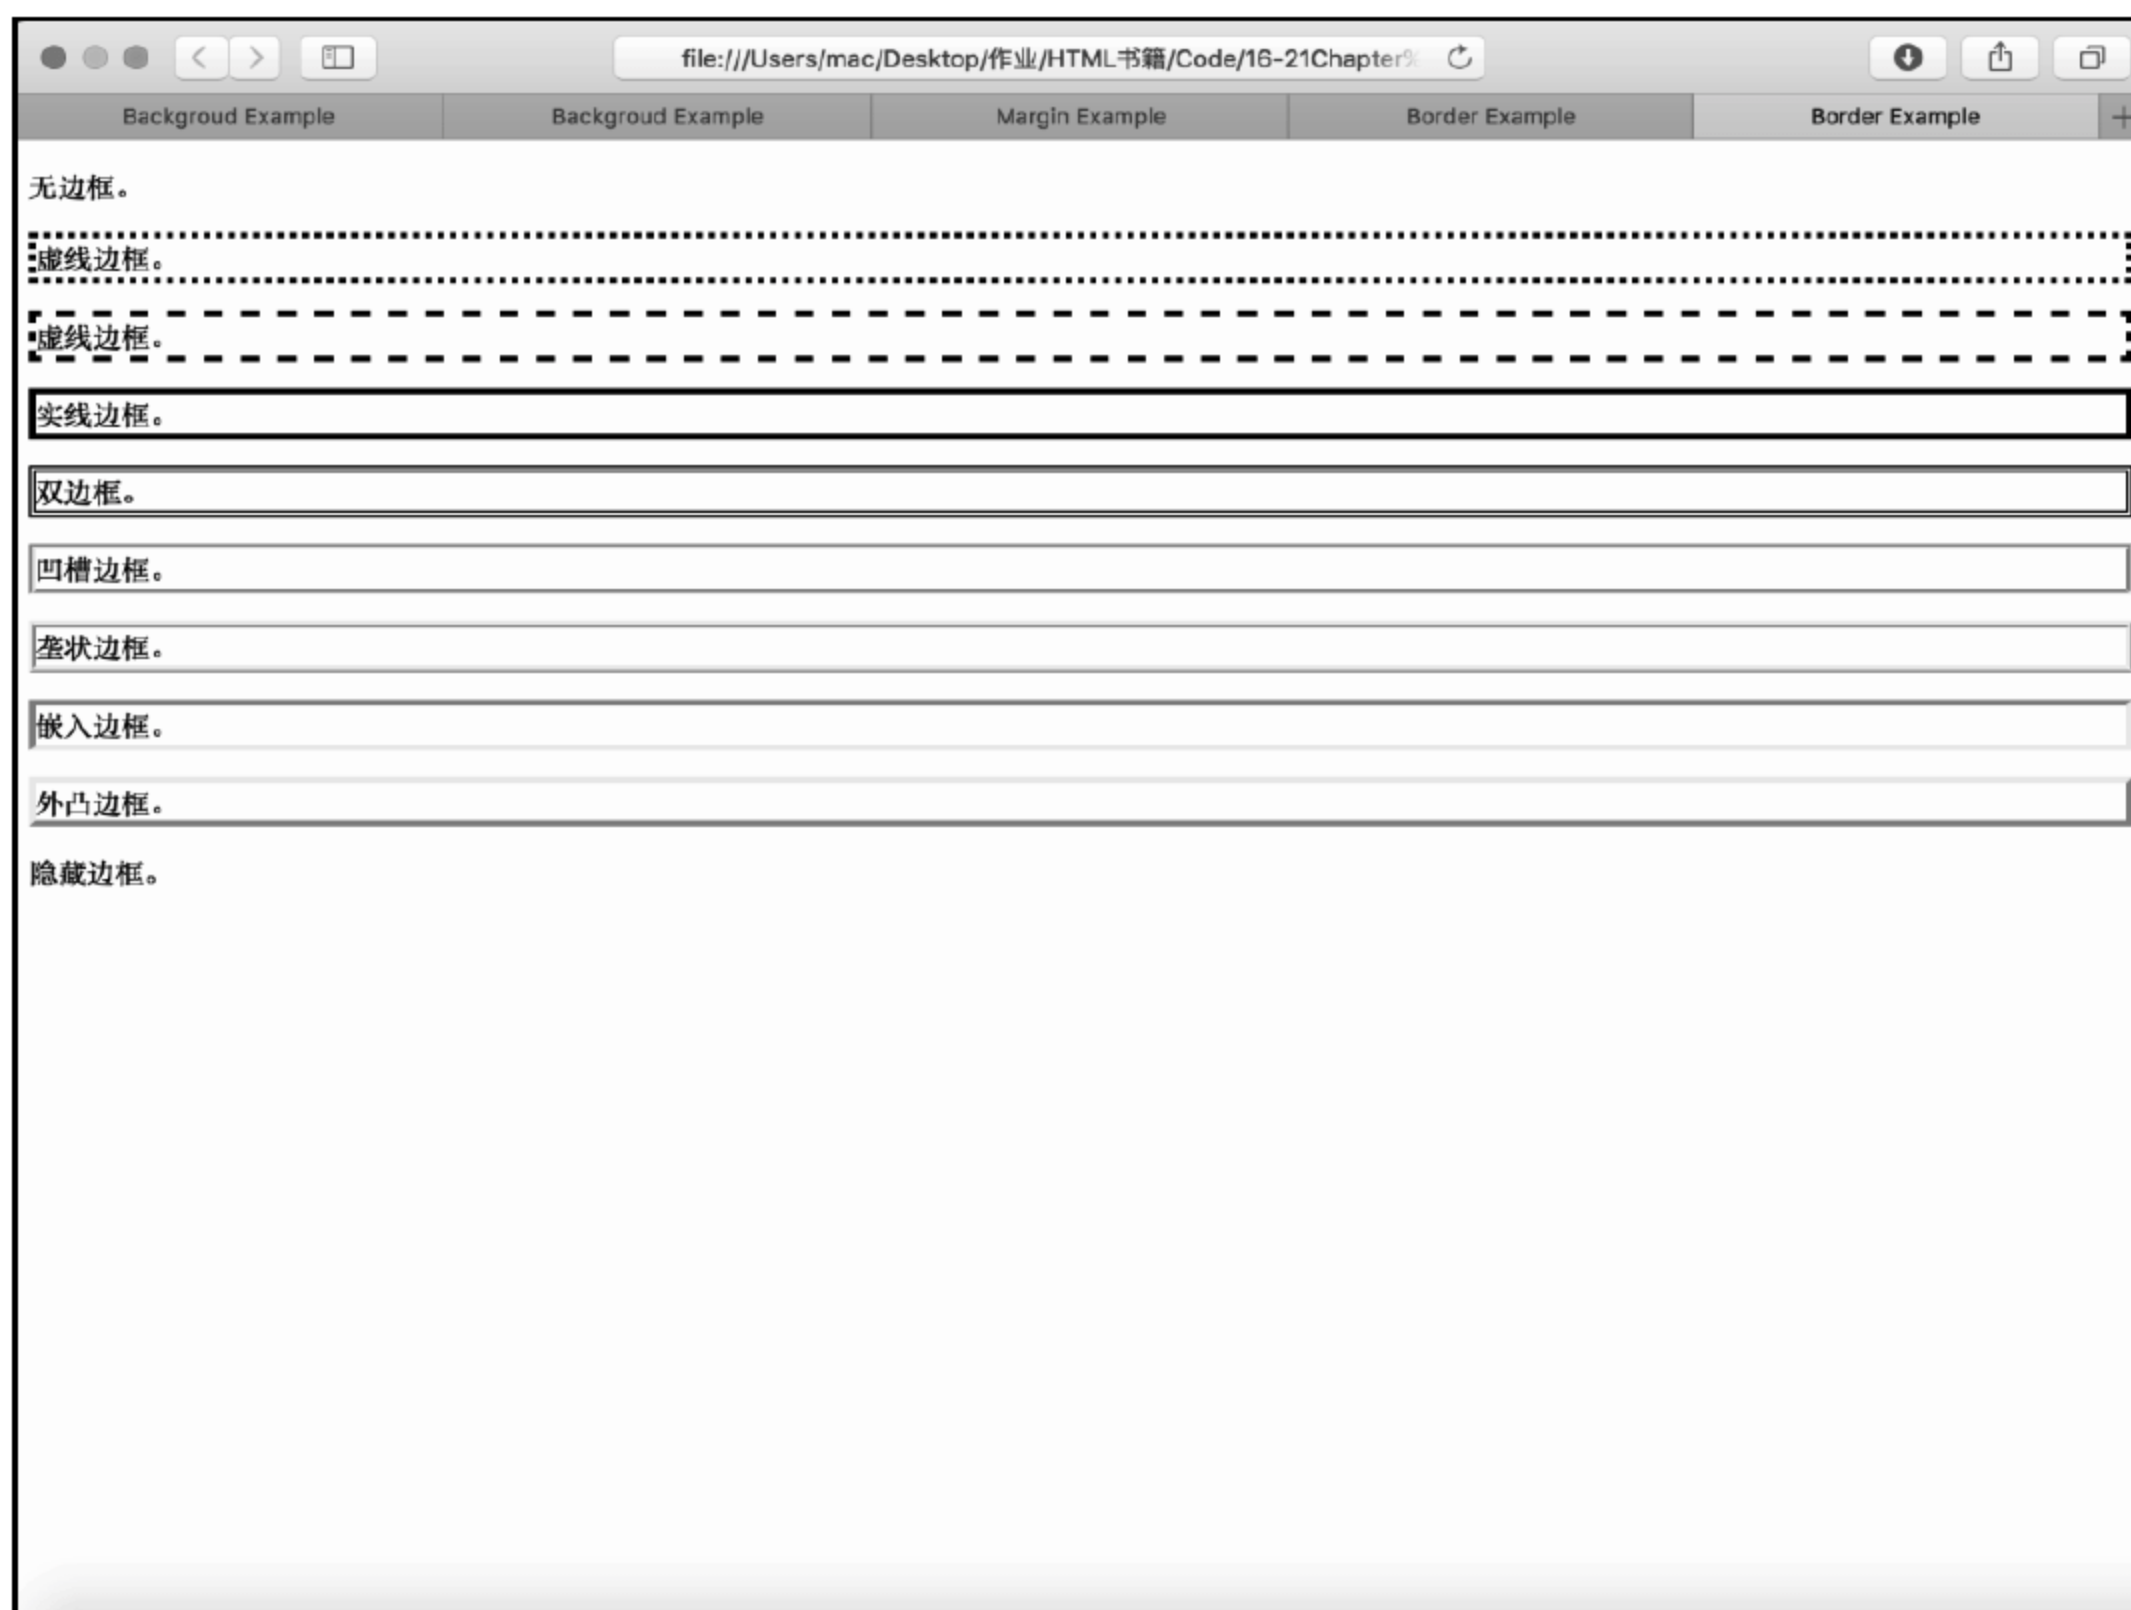 file:///Users/mac/Desktop/作业/HTML书籍/Code/16-21Chapter%
Backgroud Example
Backgroud Example
Margin Example
Border Example
Border Example
无边框。
虚线边框。
虚线边框。
实线边框。
双边框。
凹槽边框。
垄状边框。
嵌入边框。
外凸边框。
隐藏边框。